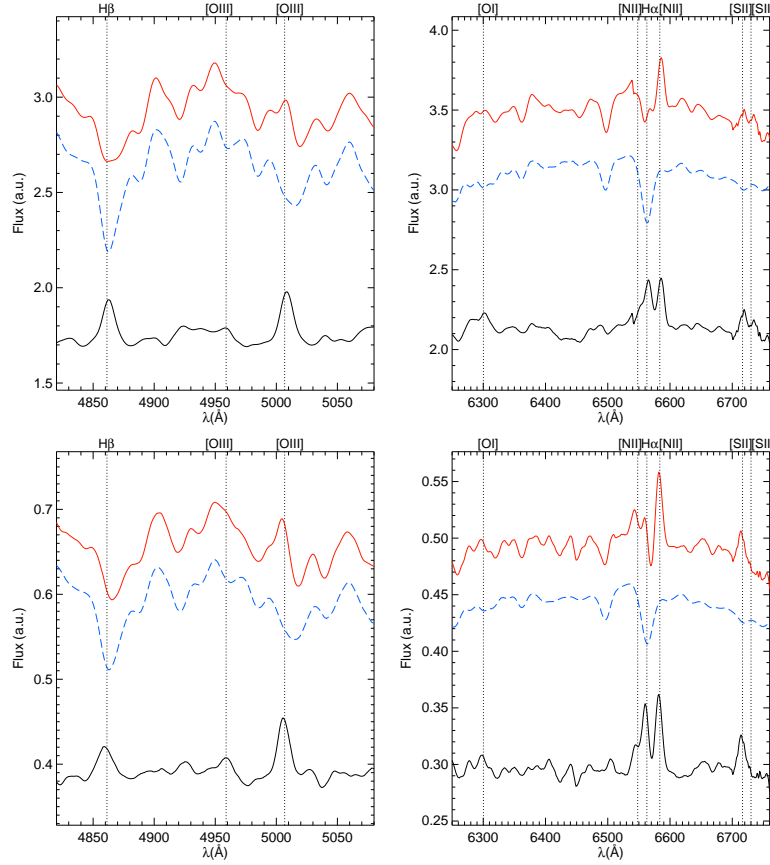 Hβ [OIII] [OIII]
3.0
2.5
2.0
1.5
Flux (a.u.)
4850 4900 4950 5000 5050
λ(Å)
[OI] [NII]Hα[NII] [SII][SII
4.0
3.5
3.0
2.5
2.0
Flux (a.u.)
6300 6400 6500 6600 6700
λ(Å)
Hβ [OIII] [OIII]
0.7
0.6
0.5
0.4
Flux (a.u.)
4850 4900 4950 5000 5050
λ(Å)
[OI] [NII]Hα[NII] [SII][SII
0.55
0.50
0.45
0.40
0.35
0.30
0.25
Flux (a.u.)
6300 6400 6500 6600 6700
λ(Å)